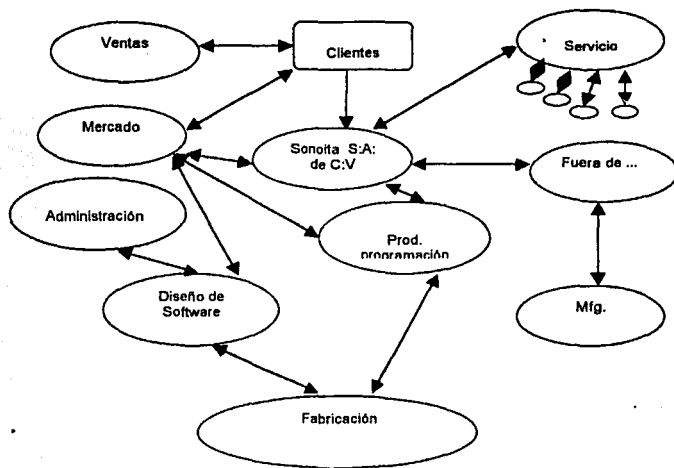 Ventas
Clientes
Servicio
Mercado
Sonoita S:A:
de C:V
Fuera de ...
Administración
Prod.
programación
Diseño de
Software
Mfg.
Fabricación